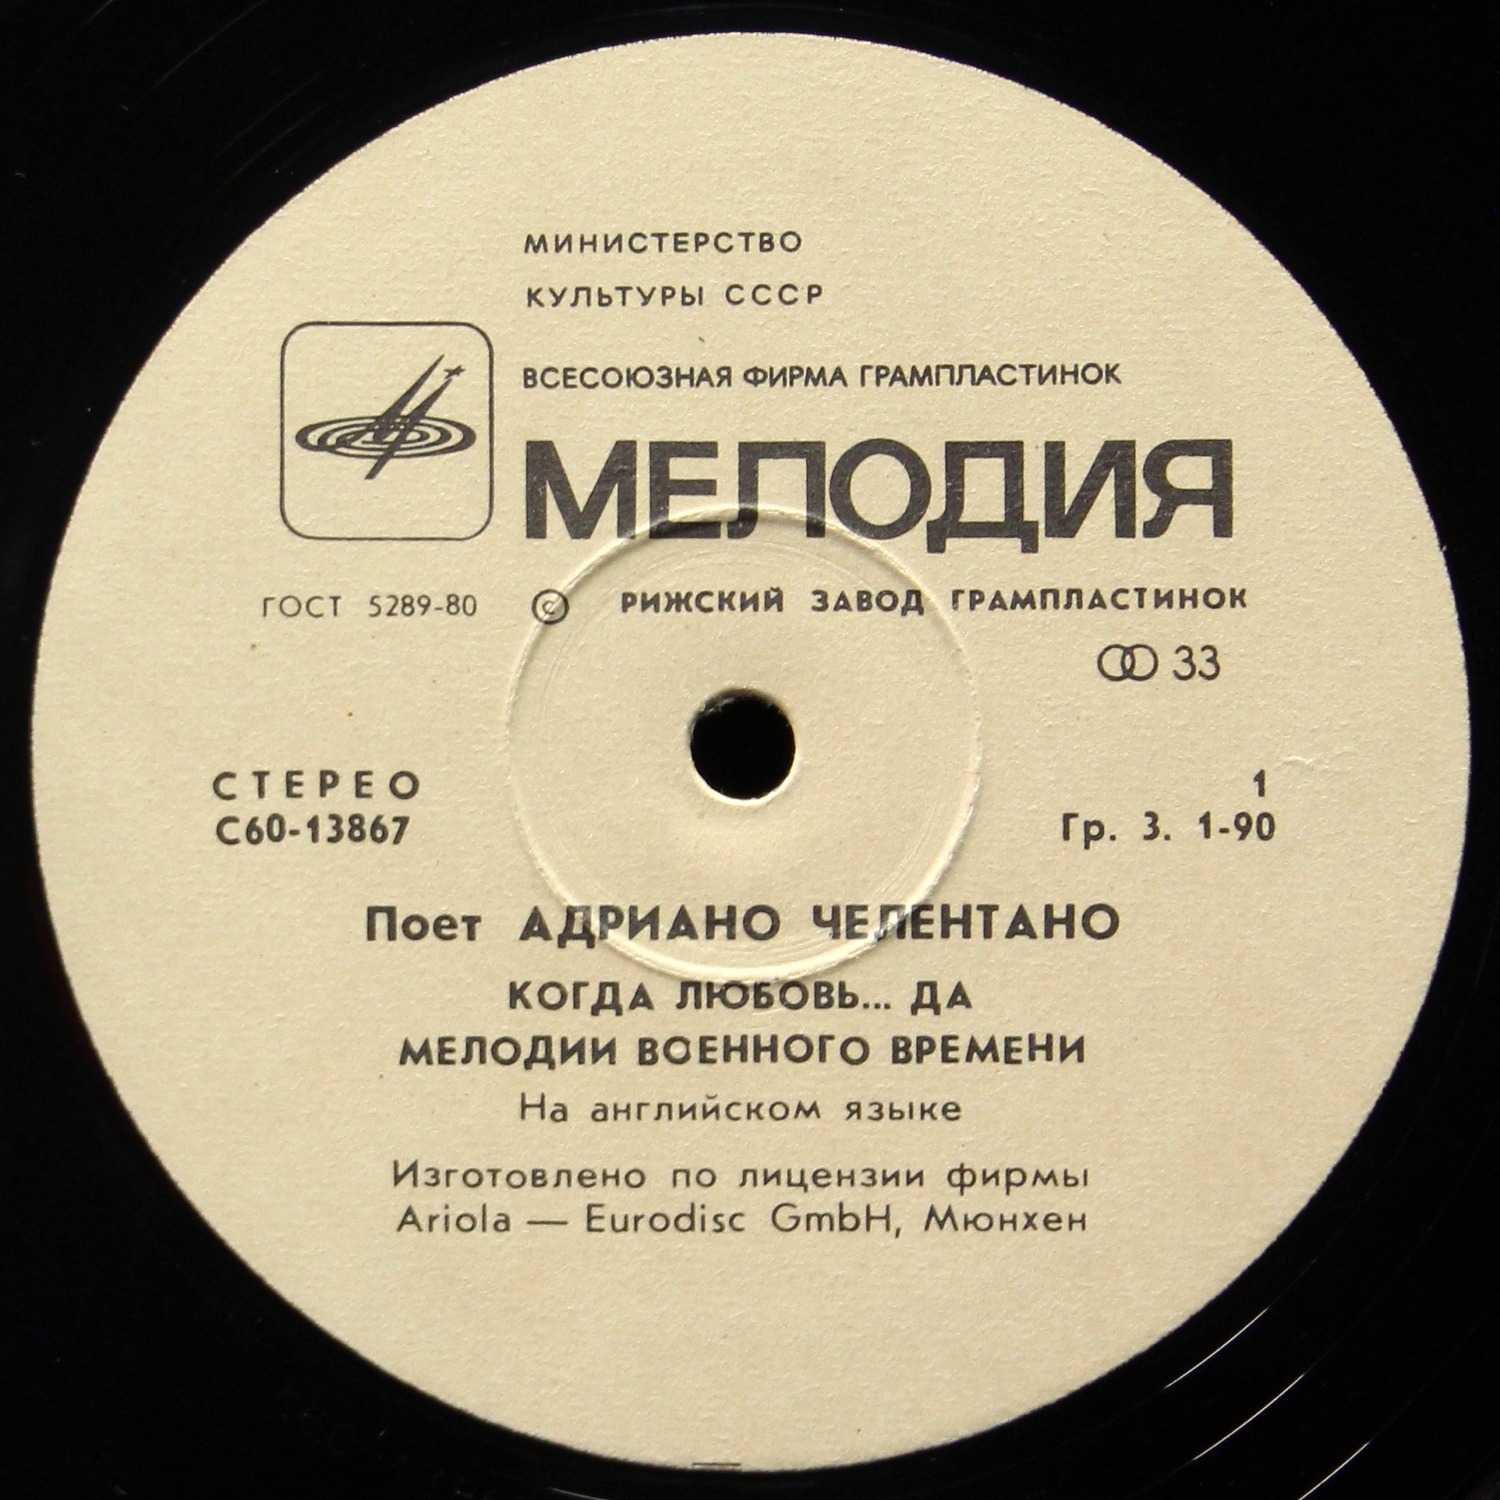 МИНИСТЕРСТВО
КУЛЬТУРЫ СССР
ВСЕСОЮЗНАЯ ФИРМА ГРАМПЛАСТИНОК
МЕЛОДИЯ
ГОСТ 5289-80 © РИЖСКИЙ ЗАВОД ГРАМПЛАСТИНОК
33
СТЕРЕО 1
С60-13867 Гр. 3. 1-90
Поет АДРИАНО ЧЕЛЕНТАНО
КОГДА ЛЮБОВЬ... ДА
МЕЛОДИИ ВОЕННОГО ВРЕМЕНИ
На английском языке
Изготовлено по лицензии фирмы
Ariola — Eurodisc GmbH, Мюнхен